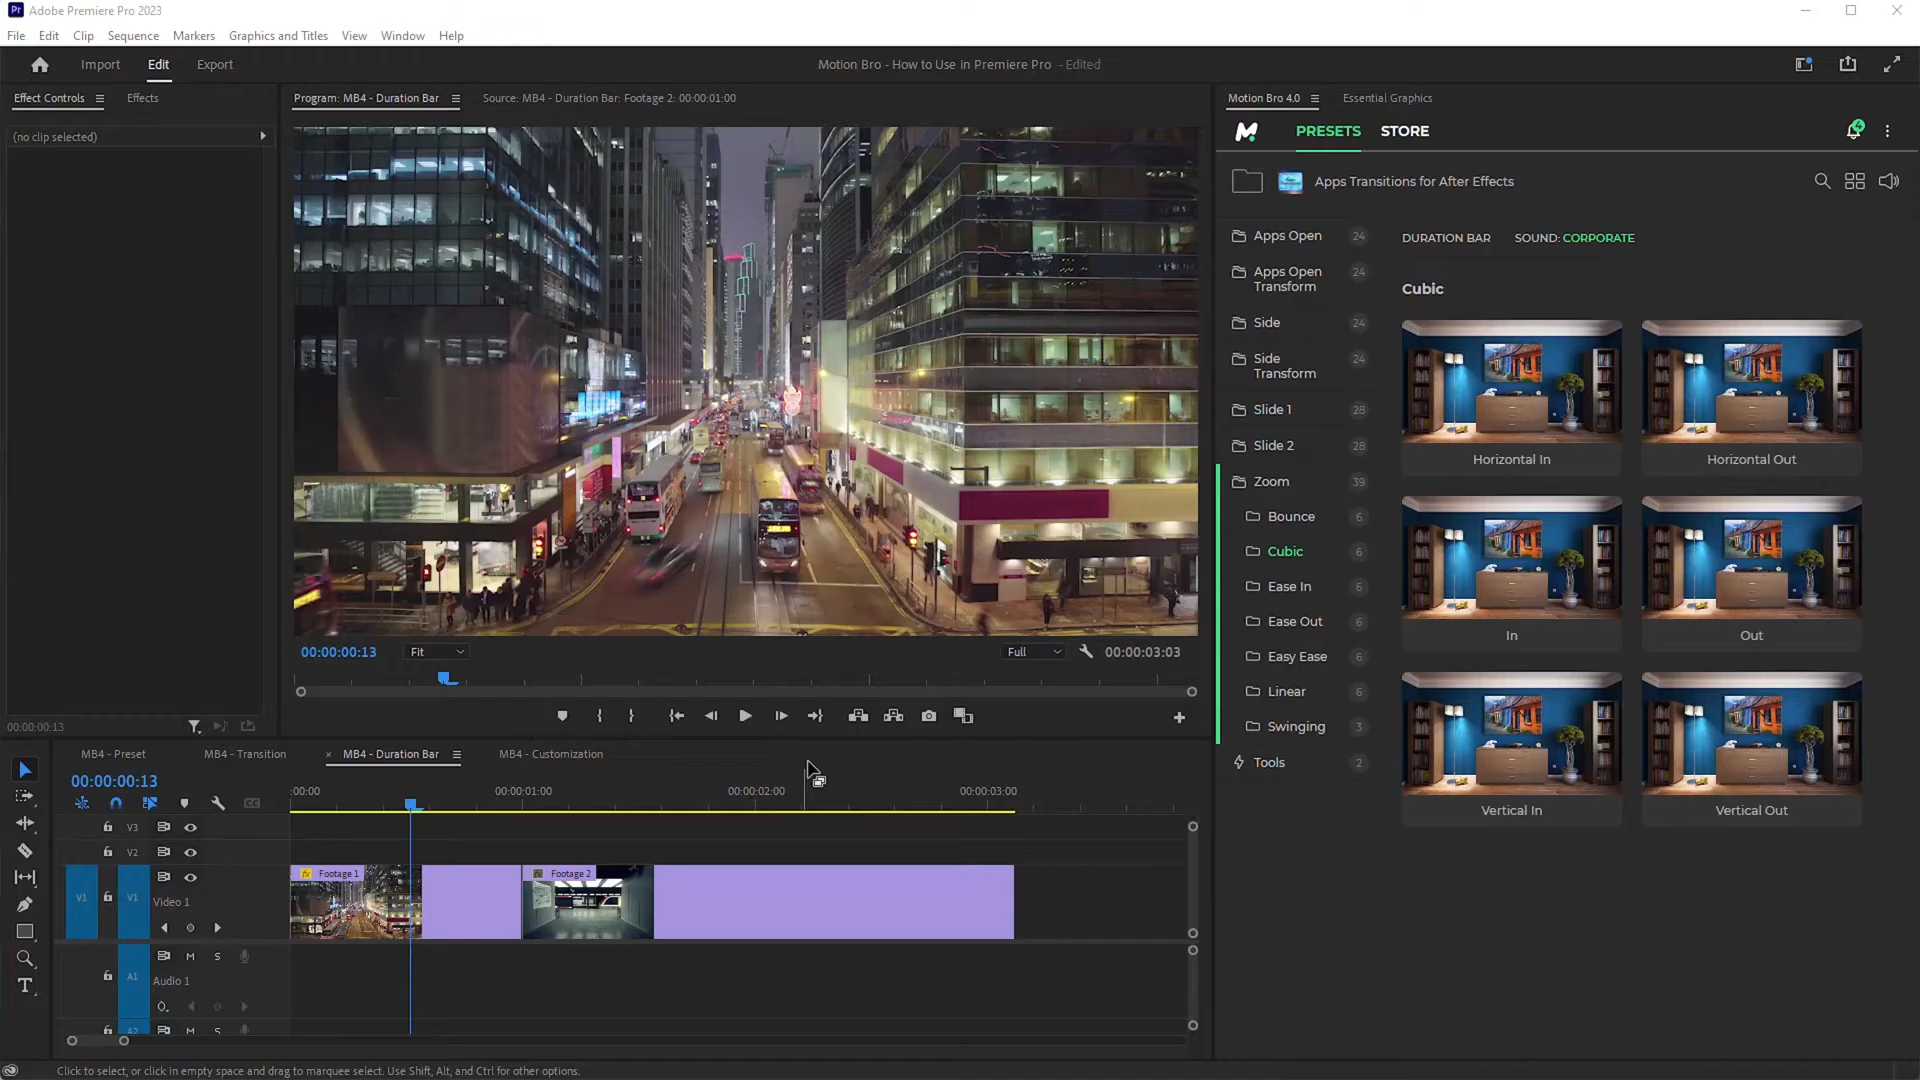 Adobe Premiere Pro 2023
File Edit Clip Sequence Markers Graphics and Titles View Window Help
Import Edit Export
Motion Bro - How to Use in Premiere Pro - Edited
Effect Controls Effects
(no clip selected)
00:00:00:13
Program: MB4 - Duration Bar Source: MB4 - Duration Bar: Footage 2: 00:00:01:00
00:00:00:13 Fit Full 00:00:03:03
Motion Bro 4.0 Essential Graphics
PRESETS STORE
4
Apps Transitions for After Effects
Apps Open 24
Apps Open
Transform 24
Side 24
Side
Transform 24
Slide 1 28
Slide 2 28
Zoom 39
Bounce 6
Cubic 6
Ease In 6
Ease Out 6
Easy Ease 6
Linear 6
Swinging 3
Tools 2
DURATION BAR SOUND: CORPORATE
Cubic
Horizontal In Horizontal Out
In Out
Vertical In Vertical Out
MB4 - Preset MB4 - Transition × MB4 - Duration Bar MB4 - Customization
00:00:00:13
:00:00 00:00:01:00 00:00:02:00 00:00:03:00
V3
V2
V1 V1 Video 1
fx Footage 1 fx Footage 2
M S
A1 Audio 1
A2 M S
Click to select, or click in empty space and drag to marquee select. Use Shift, Alt, and Ctrl for other options.